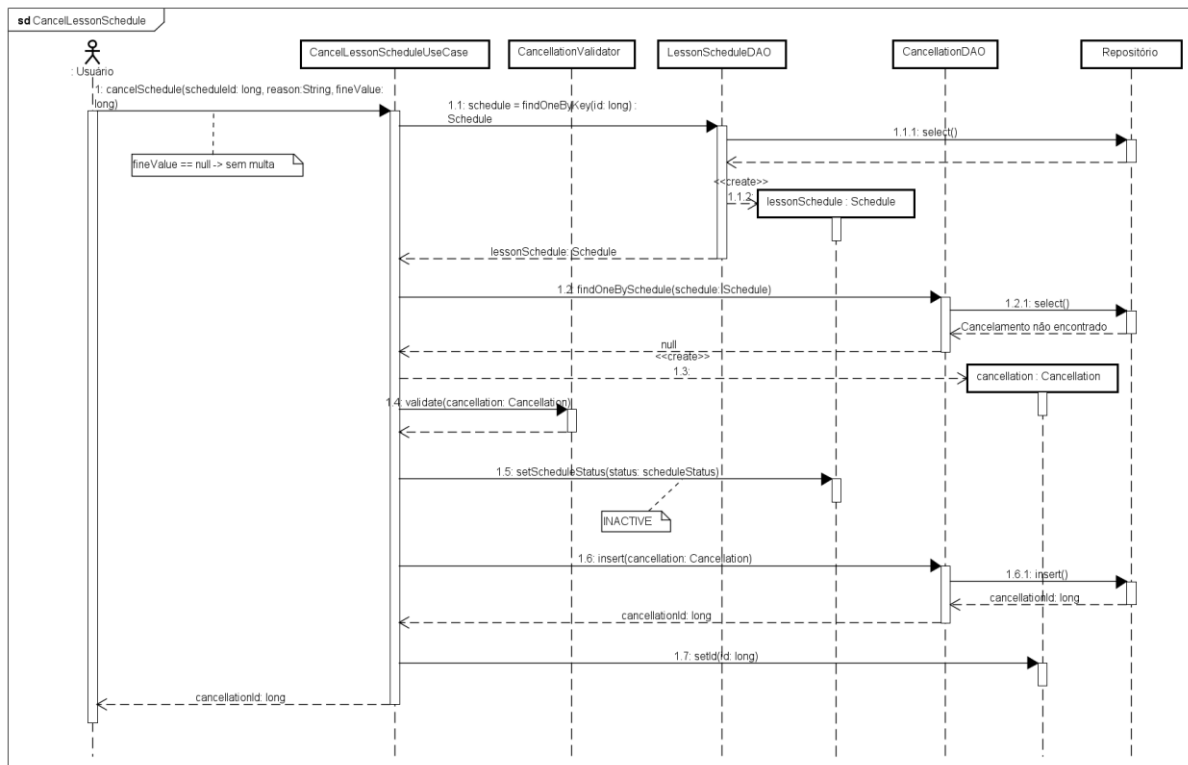 sd CancelLessonSchedule
CancelLessonScheduleUseCase
CancellationValidator
LessonScheduleDAO
CancellationDAO
Repositório
: Usuário
1: cancelSchedule(scheduleId: long, reason:String, fineValue:
long)
1.1: schedule = findOneByKey(id: long) :
Schedule
1.1.1: select()
fineValue == null -> sem multa
<<create>>
1.1.2:
lessonSchedule : Schedule
lessonSchedule: Schedule
1.2: findOneBySchedule(schedule: Schedule)
1.2.1: select()
Cancelamento não encontrado
null
<<create>>
1.3:
cancellation : Cancellation
1.4: validate(cancellation: Cancellation)
1.5: setScheduleStatus(status: scheduleStatus)
INACTIVE
1.6: insert(cancellation: Cancellation)
1.6.1: insert()
cancellationId: long
cancellationId: long
1.7: setId(id: long)
cancellationId: long